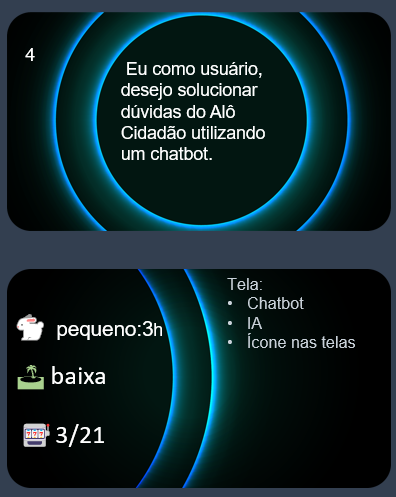 4
Eu como usuário,
desejo solucionar
dúvidas do Alô
Cidadão utilizando
um chatbot.
Tela:
• Chatbot
• IA
• Ícone nas telas
pequeno:3h
baixa
3/21